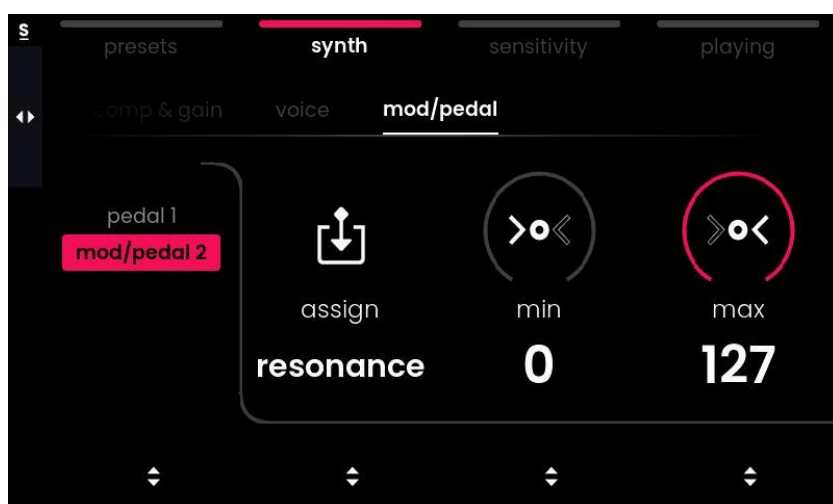 S
presets synth sensitivity playing
comp & gain voice mod/pedal
pedal 1
mod/pedal 2
assign min max
resonance 0 127